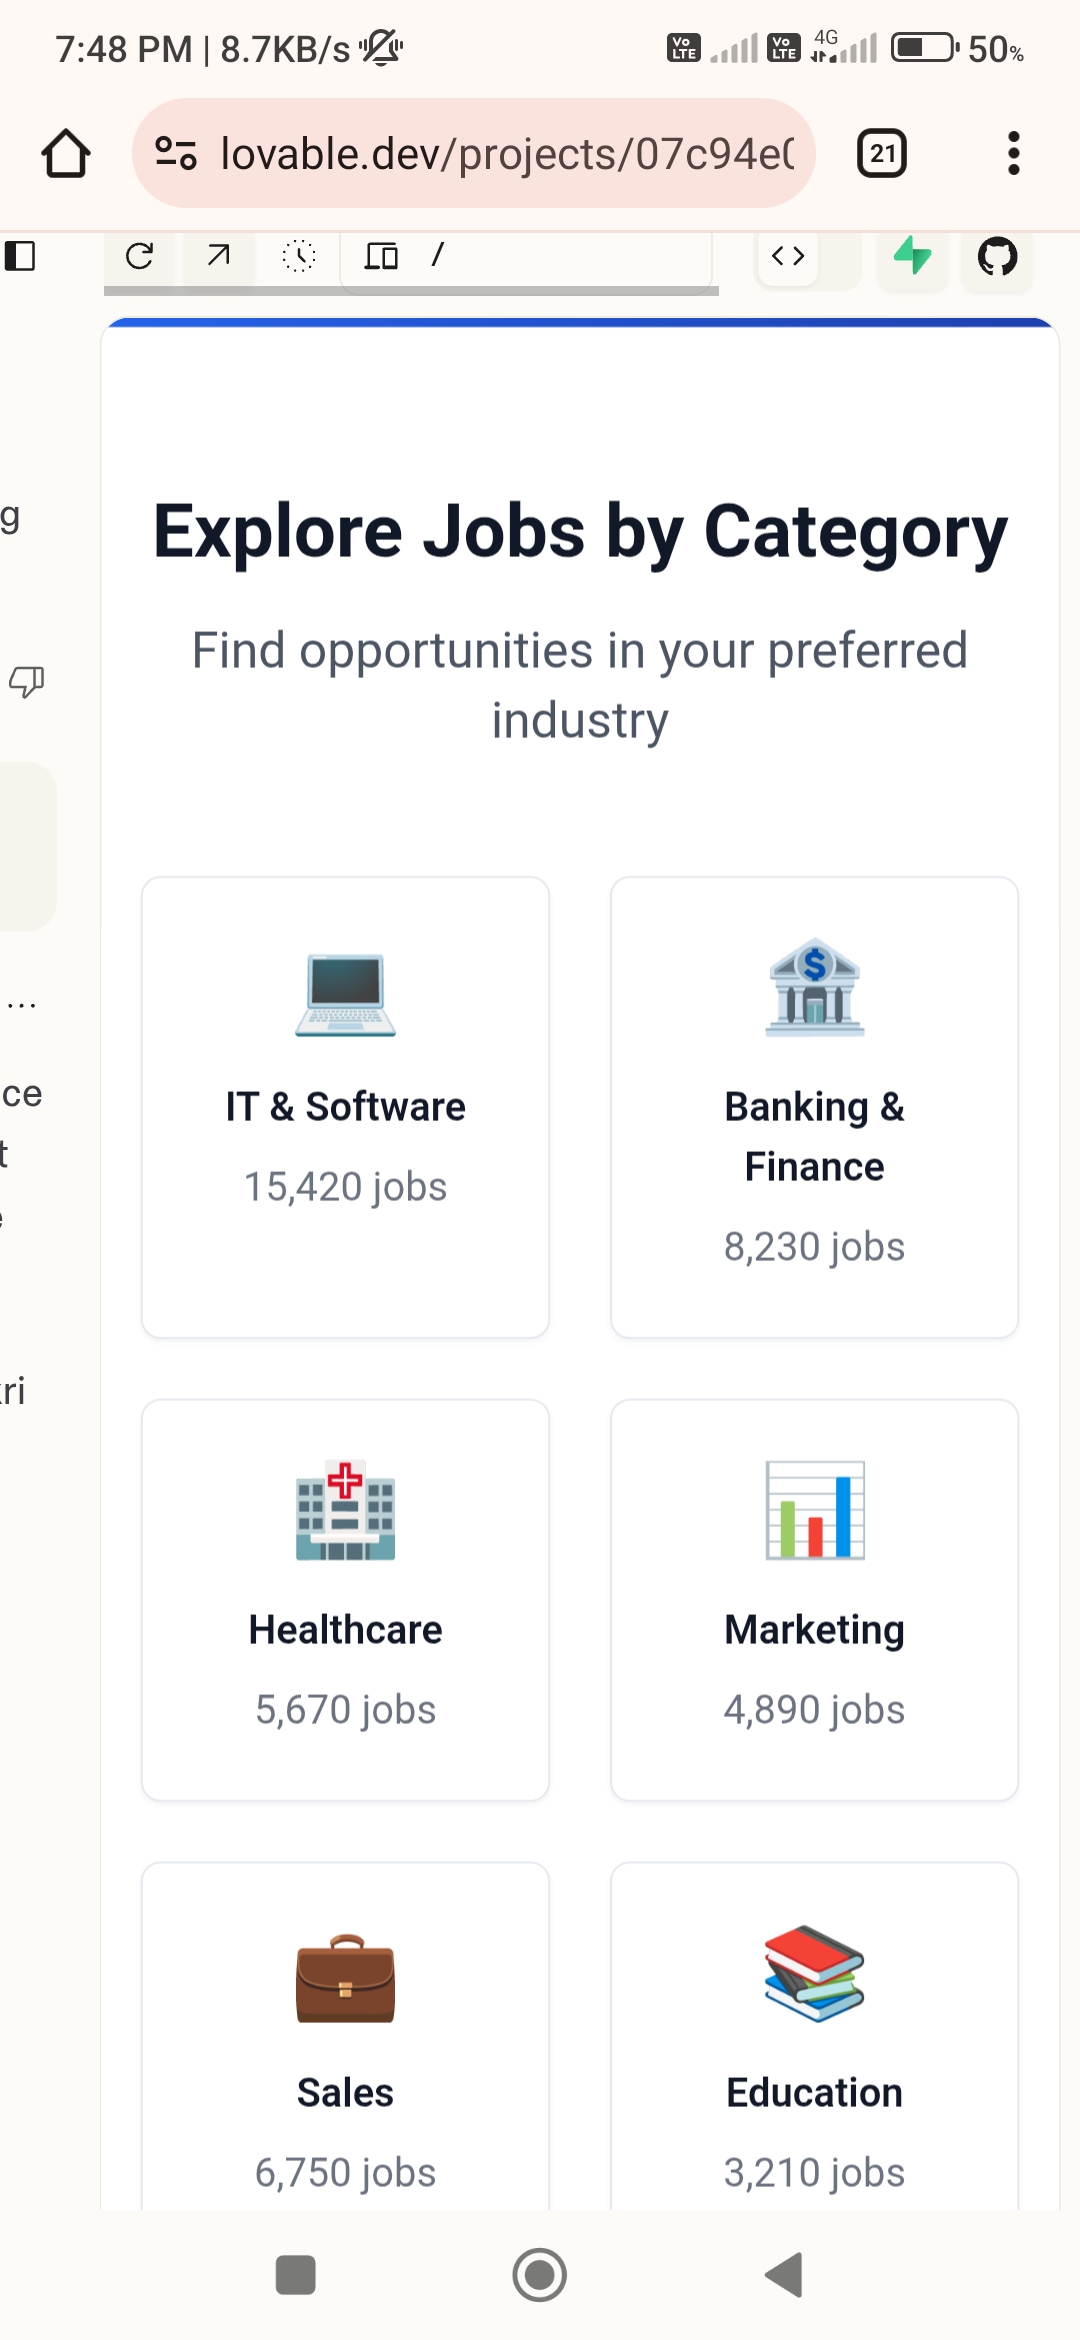 7:48 PM | 8.7KB/s
Vo LTE
Vo LTE
4G
50%
lovable.dev/projects/07c94e
21
/
g
Explore Jobs by Category
Find opportunities in your preferred
industry
...
ce
t
e
kri
IT & Software
15,420 jobs
Banking &
Finance
8,230 jobs
Healthcare
5,670 jobs
Marketing
4,890 jobs
Sales
6,750 jobs
Education
3,210 jobs